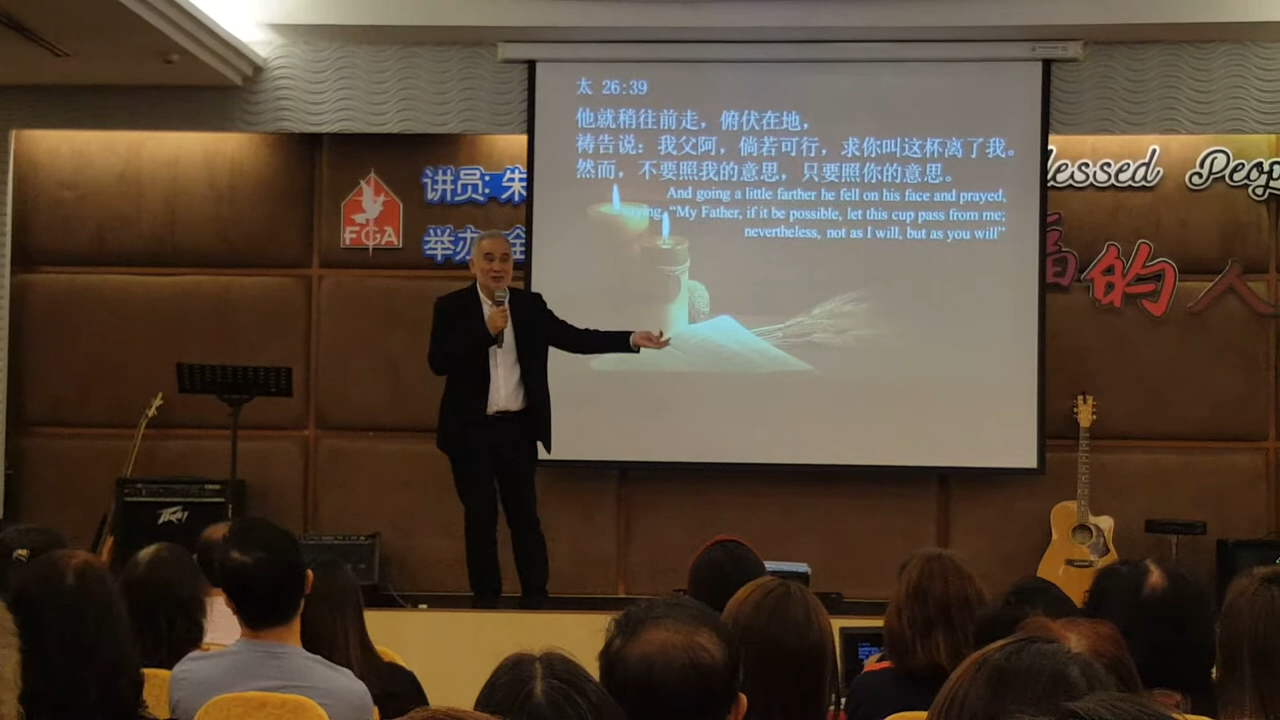 太 26:39
他就稍往前走，俯伏在地，
祷告说：我父阿，倘若可行，求你叫这杯离了我。
然而，不要照我的意思，只要照你的意思。
And going a little farther he fell on his face and prayed,
saying, “My Father, if it be possible, let this cup pass from me;
nevertheless, not as I will, but as you will”
讲员: 朱
举办
FGA
lessed People
福的人
PEAVEY